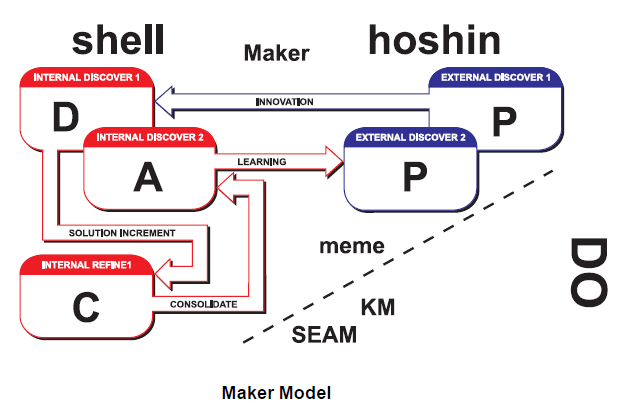 shell
Maker
hoshin
INTERNAL DISCOVER 1
D
EXTERNAL DISCOVER 1
P
INNOVATION
INTERNAL DISCOVER 2
A
LEARNING
EXTERNAL DISCOVER 2
P
SOLUTION INCREMENT
meme
INTERNAL REFINE1
C
CONSOLIDATE
KM
SEAM
DO
Maker Model